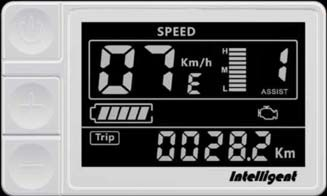 SPEED
07 Km/h E H M L 1
ASSIST
Trip 0028.2 Km
Intelligent